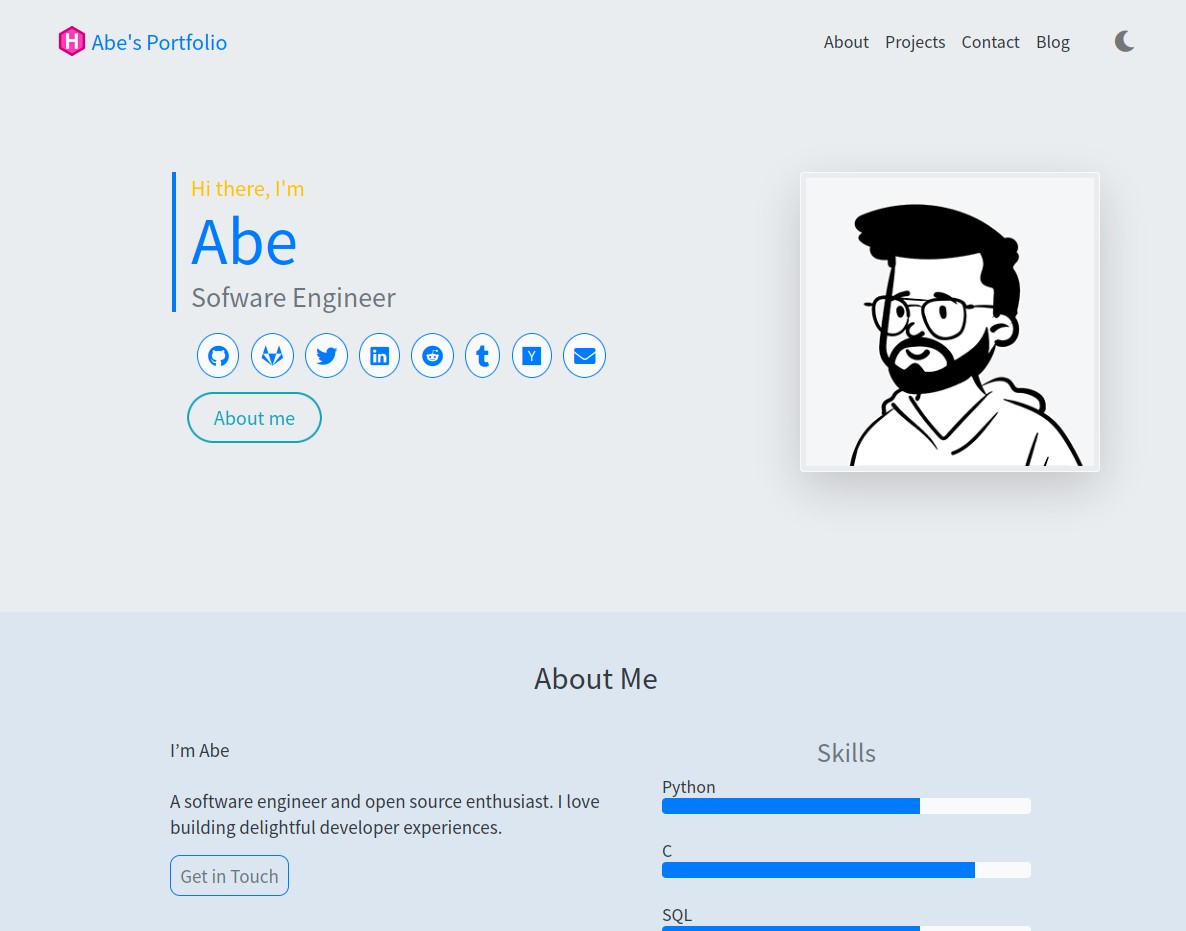 H Abe's Portfolio
About Projects Contact Blog
Hi there, I'm
Abe
Sofware Engineer
in t Y
About me
About Me
I’m Abe
A software engineer and open source enthusiast. I love
building delightful developer experiences.
Get in Touch
Skills
Python
C
SQL